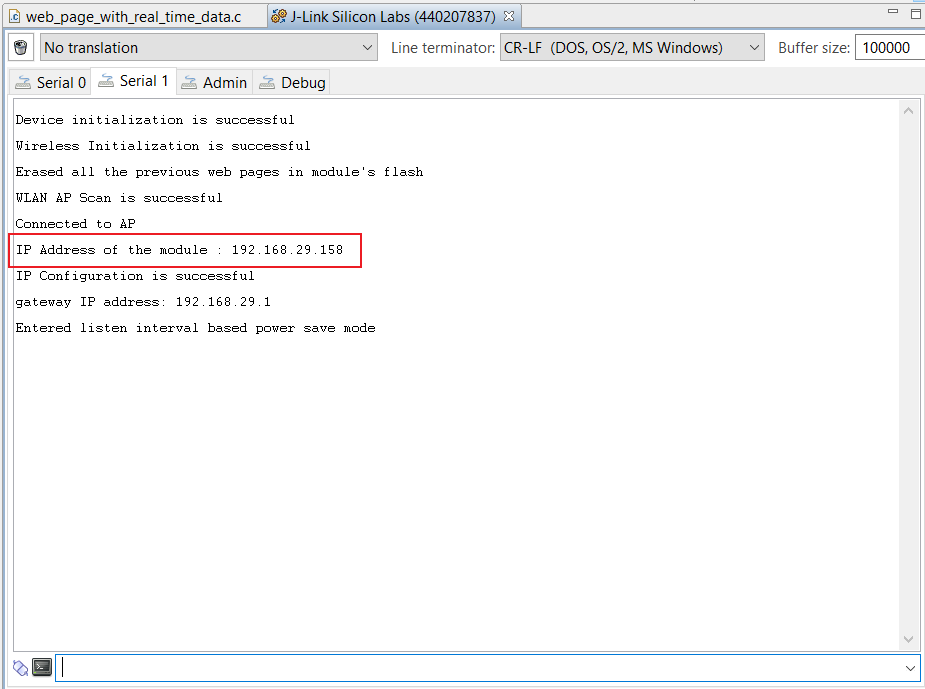 web_page_with_real_time_data.c J-Link Silicon Labs (440207837)
No translation Line terminator: CR-LF (DOS, OS/2, MS Windows) Buffer size: 100000
Serial 0 Serial 1 Admin Debug
Device initialization is successful
Wireless Initialization is successful
Erased all the previous web pages in module's flash
WLAN AP Scan is successful
Connected to AP
IP Address of the module : 192.168.29.158
IP Configuration is successful
gateway IP address: 192.168.29.1
Entered listen interval based power save mode